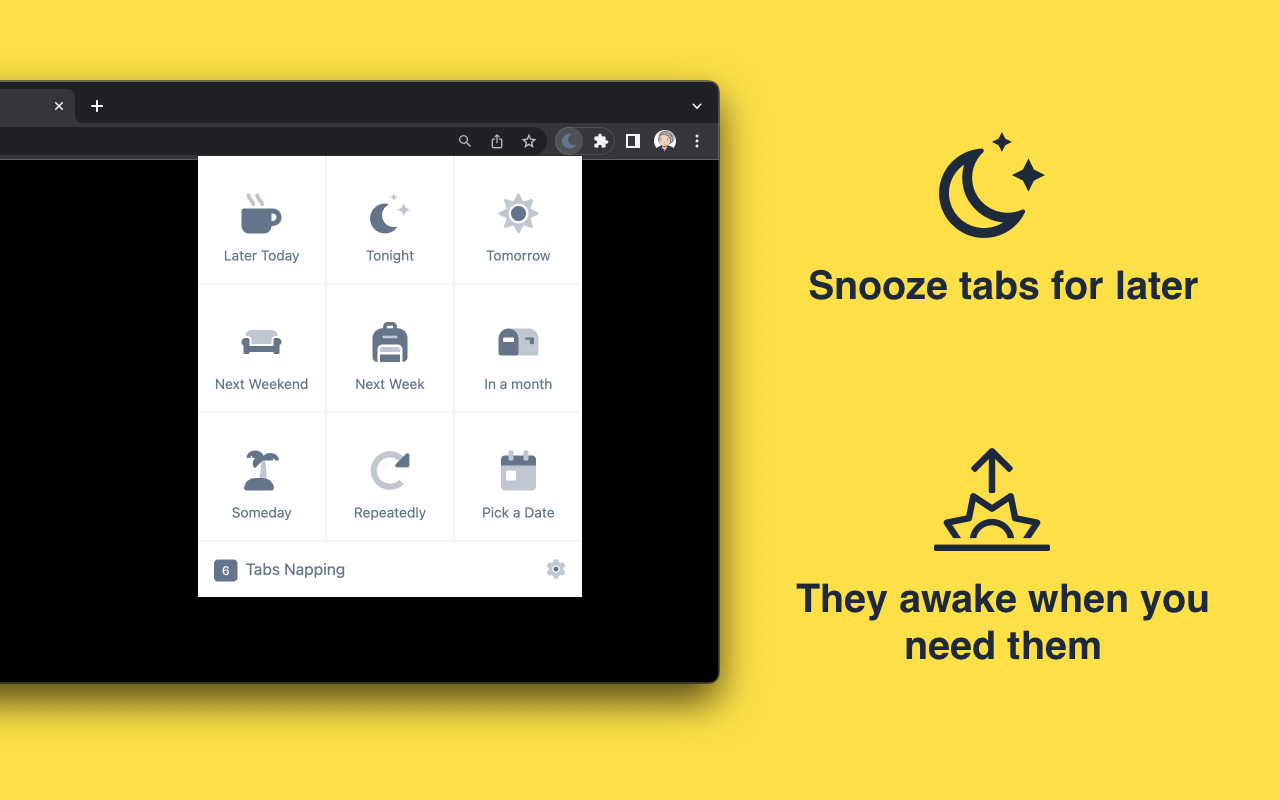 Later Today
Tonight
Tomorrow
Next Weekend
Next Week
In a month
Someday
Repeatedly
Pick a Date
6 Tabs Napping
Snooze tabs for later
They awake when you
need them